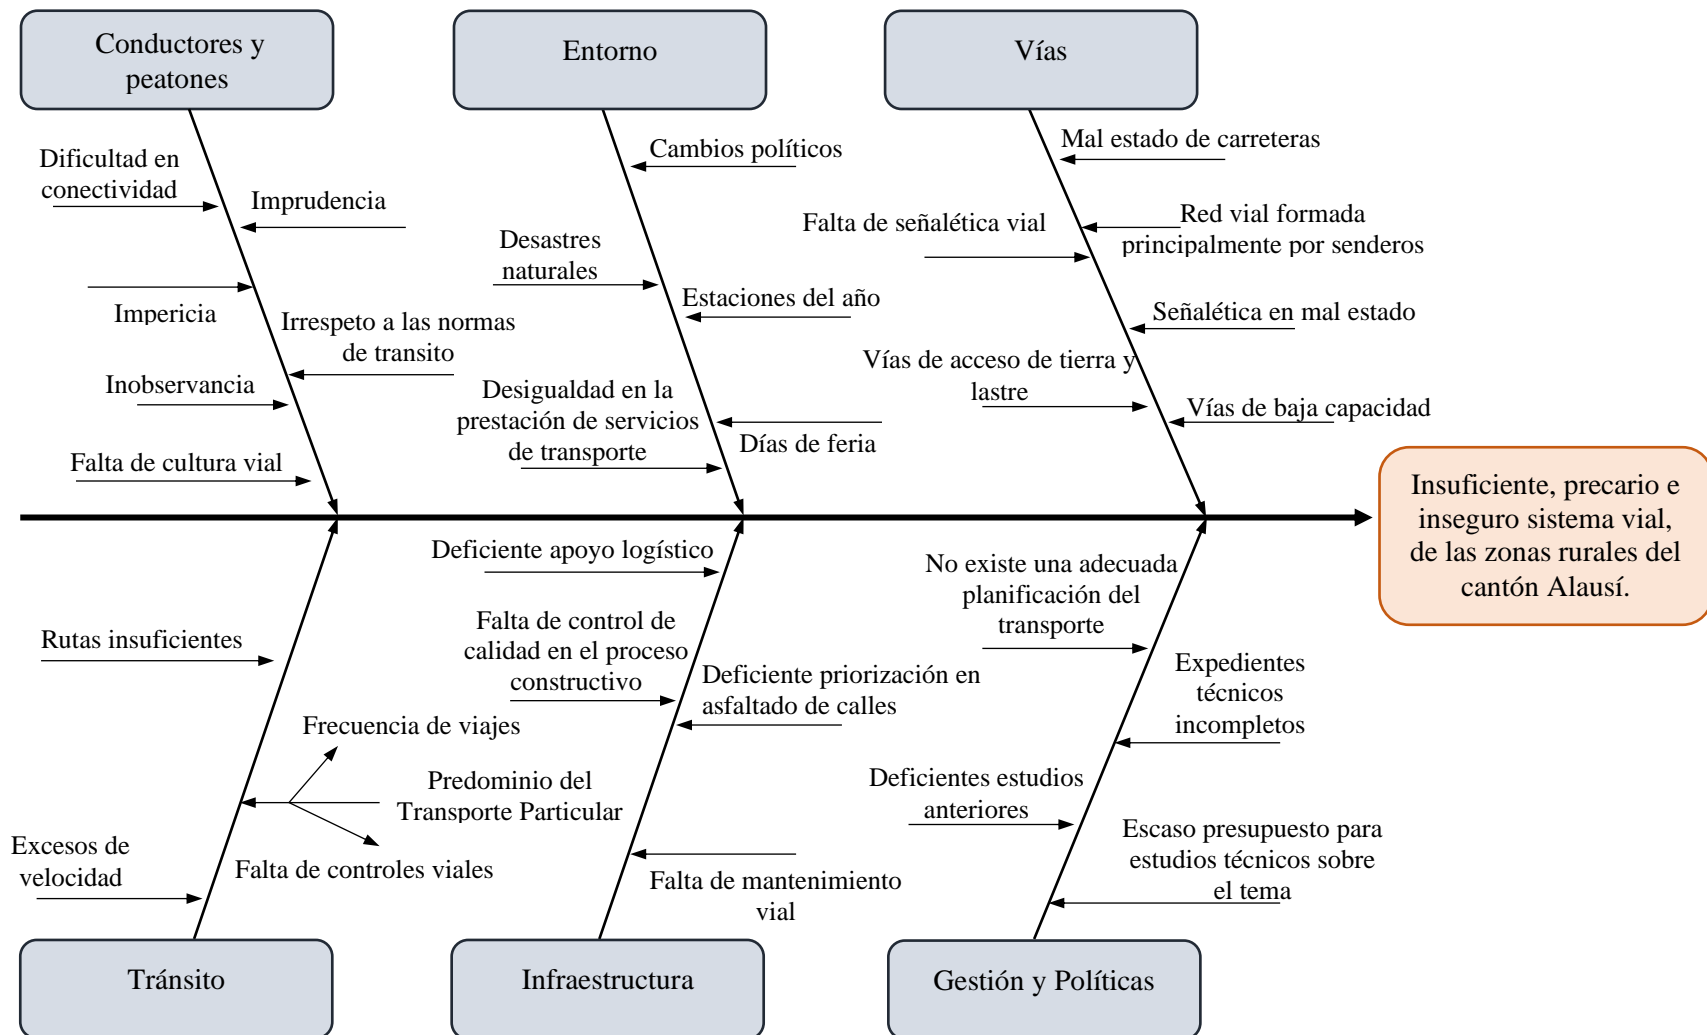 Conductores y
peatones
Entorno
Vías
Dificultad en
conectividad
Imprudencia
Impericia
Irrespeto a las normas
de transito
Inobservancia
Falta de cultura vial
Cambios políticos
Desastres
naturales
Estaciones del año
Desigualdad en la
prestación de servicios
de transporte
Días de feria
Mal estado de carreteras
Falta de señalética vial
Red vial formada
principalmente por senderos
Señalética en mal estado
Vías de acceso de tierra y
lastre
Vías de baja capacidad
Insuficiente, precario e
inseguro sistema vial,
de las zonas rurales del
cantón Alausí.
Rutas insuficientes
Frecuencia de viajes
Predominio del
Transporte Particular
Falta de controles viales
Excesos de
velocidad
Deficiente apoyo logístico
Falta de control de
calidad en el proceso
constructivo
Deficiente priorización en
asfaltado de calles
Falta de mantenimiento
vial
No existe una adecuada
planificación del
transporte
Expedientes
técnicos
incompletos
Deficientes estudios
anteriores
Escaso presupuesto para
estudios técnicos sobre
el tema
Tránsito
Infraestructura
Gestión y Políticas